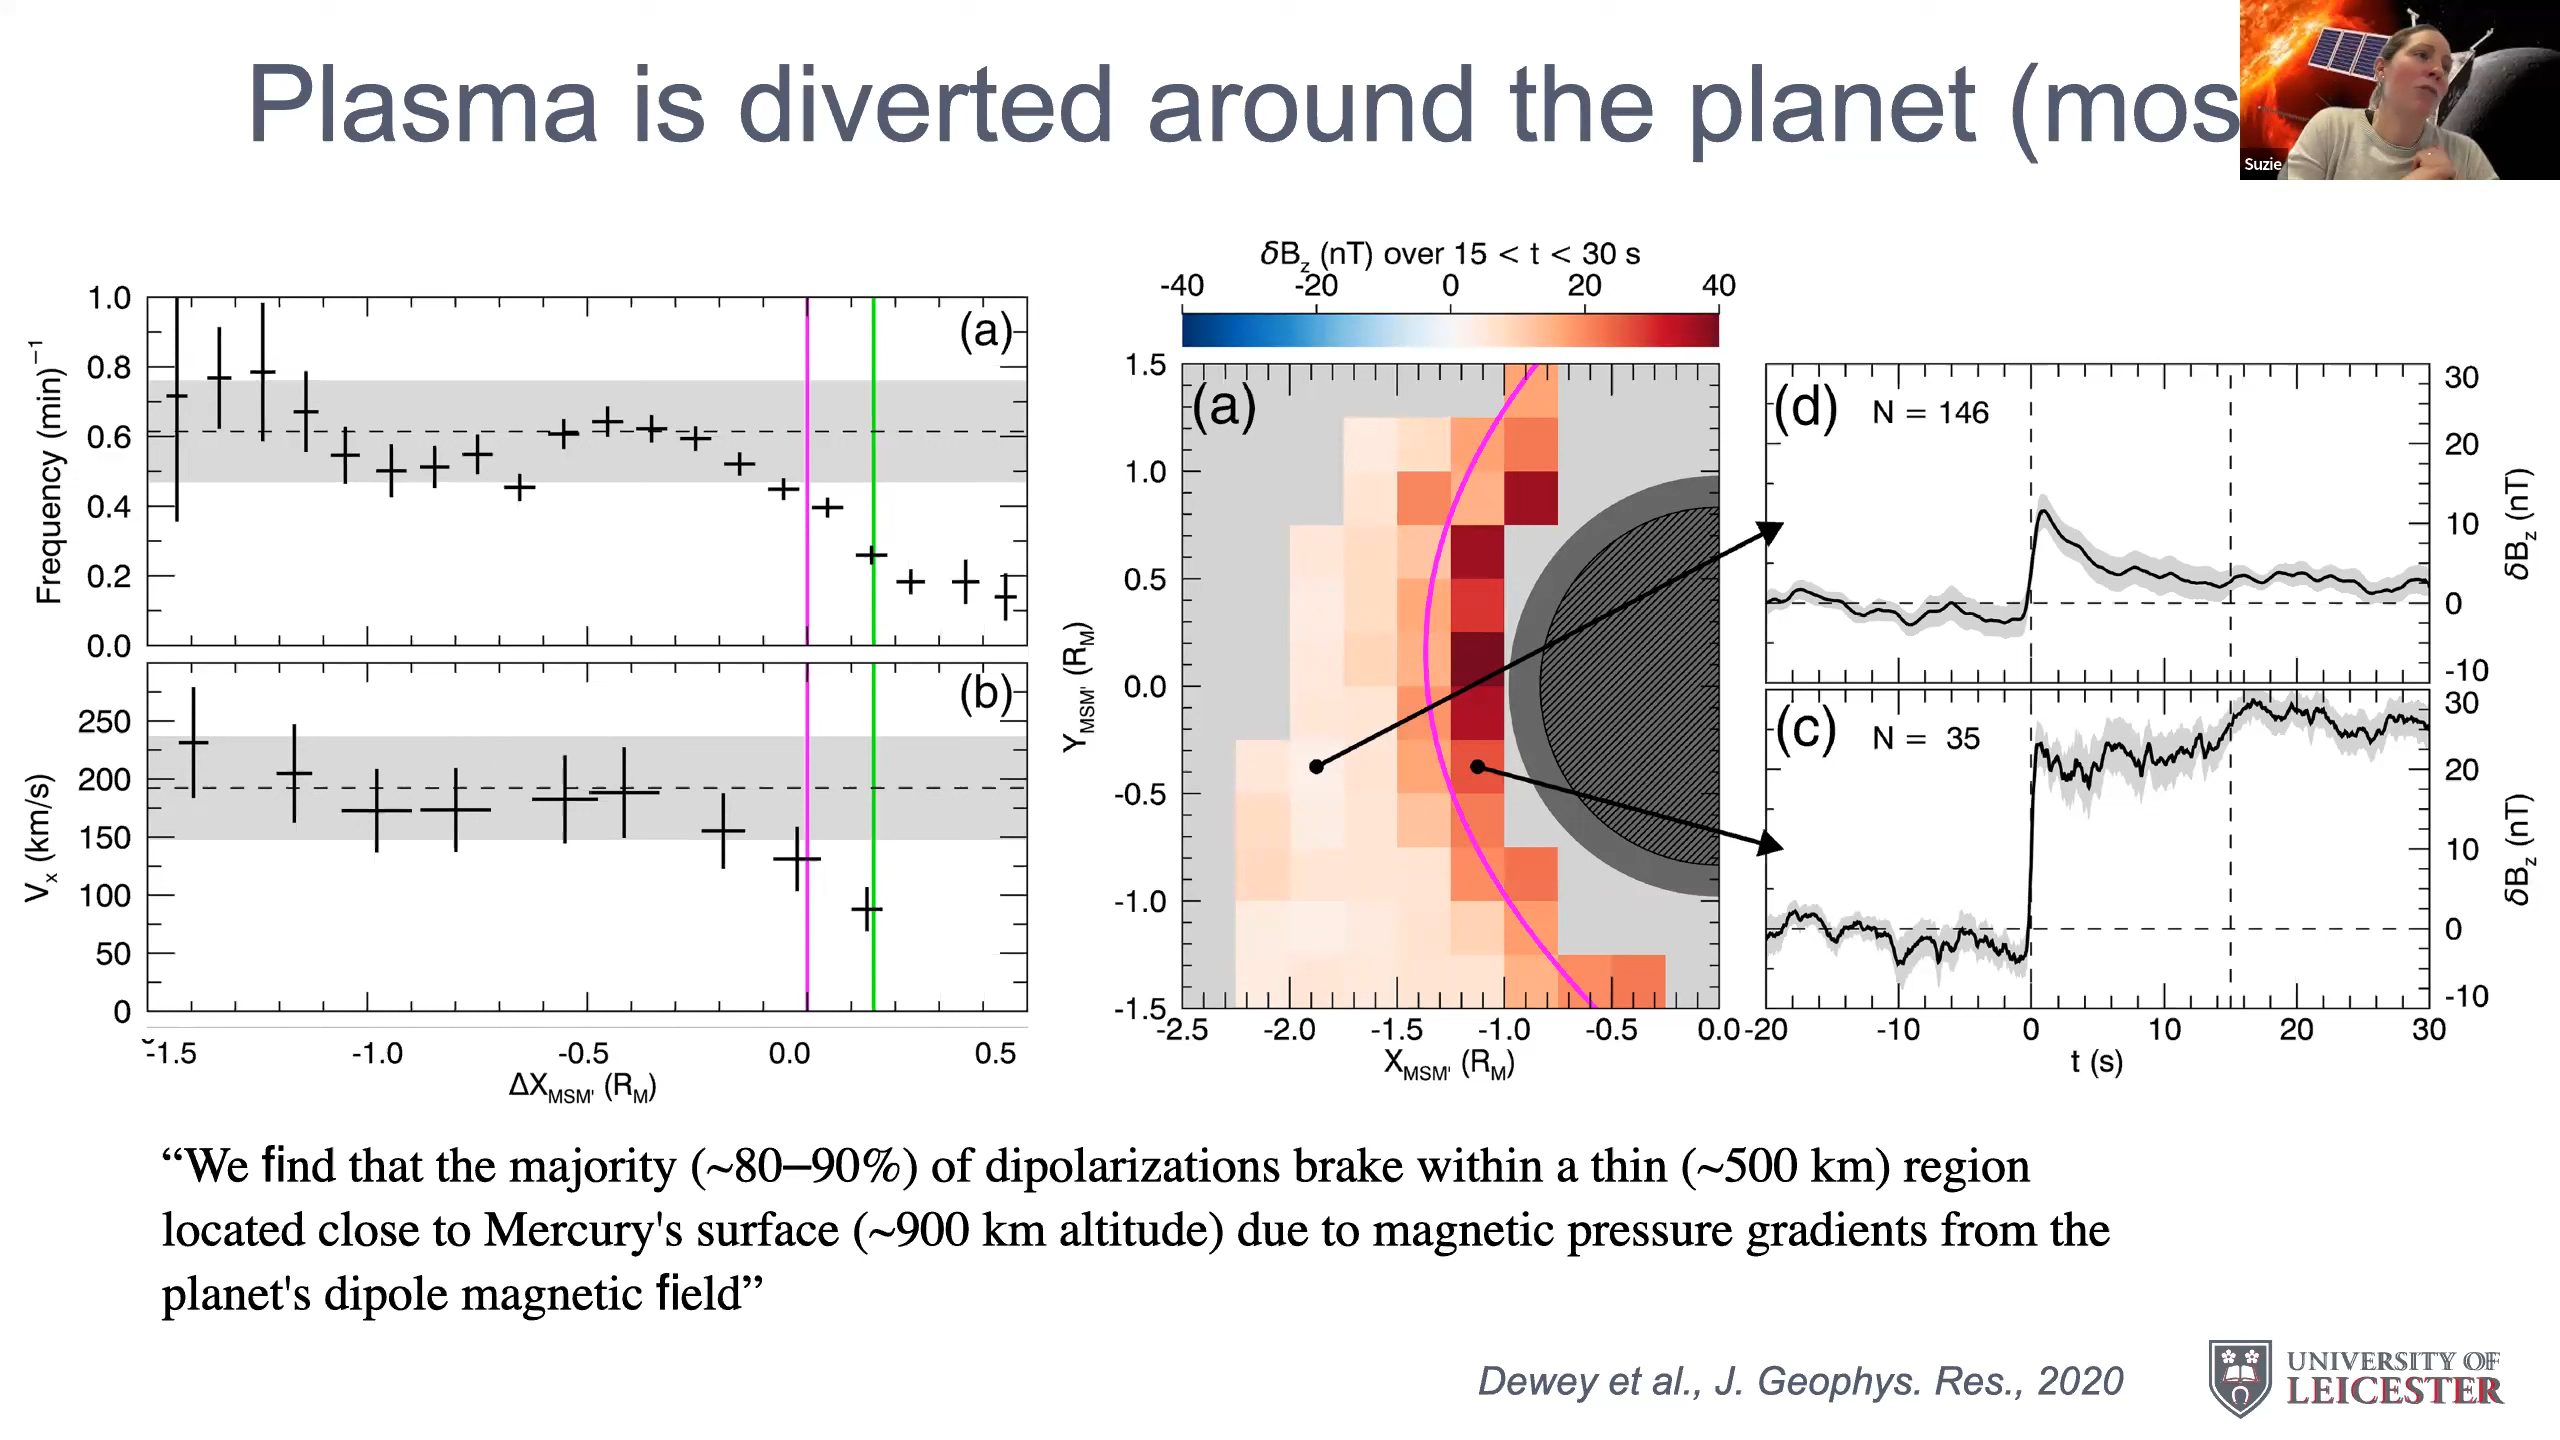 Plasma is diverted around the planet (mos
Suzie
δBz (nT) over 15 < t < 30 s
-40 -20 0 20 40
(a)
Frequency (min)⁻¹
1.0
0.8
0.6
0.4
0.2
0.0
(b)
Vx (km/s)
250
200
150
100
50
0
-1.5 -1.0 -0.5 0.0 0.5
ΔXMSM' (RM)
(a)
YMSM' (RM)
1.5
1.0
0.5
0.0
-0.5
-1.0
-1.5
-2.5 -2.0 -1.5 -1.0 -0.5 0.0
XMSM' (RM)
(d) N = 146
30
20
10
0
-10
δBz (nT)
(c) N = 35
30
20
10
0
-10
δBz (nT)
-20 -10 0 10 20 30
t (s)
“We find that the majority (~80–90%) of dipolarizations brake within a thin (~500 km) region
located close to Mercury's surface (~900 km altitude) due to magnetic pressure gradients from the
planet's dipole magnetic field”
Dewey et al., J. Geophys. Res., 2020
UNIVERSITY OF
LEICESTER